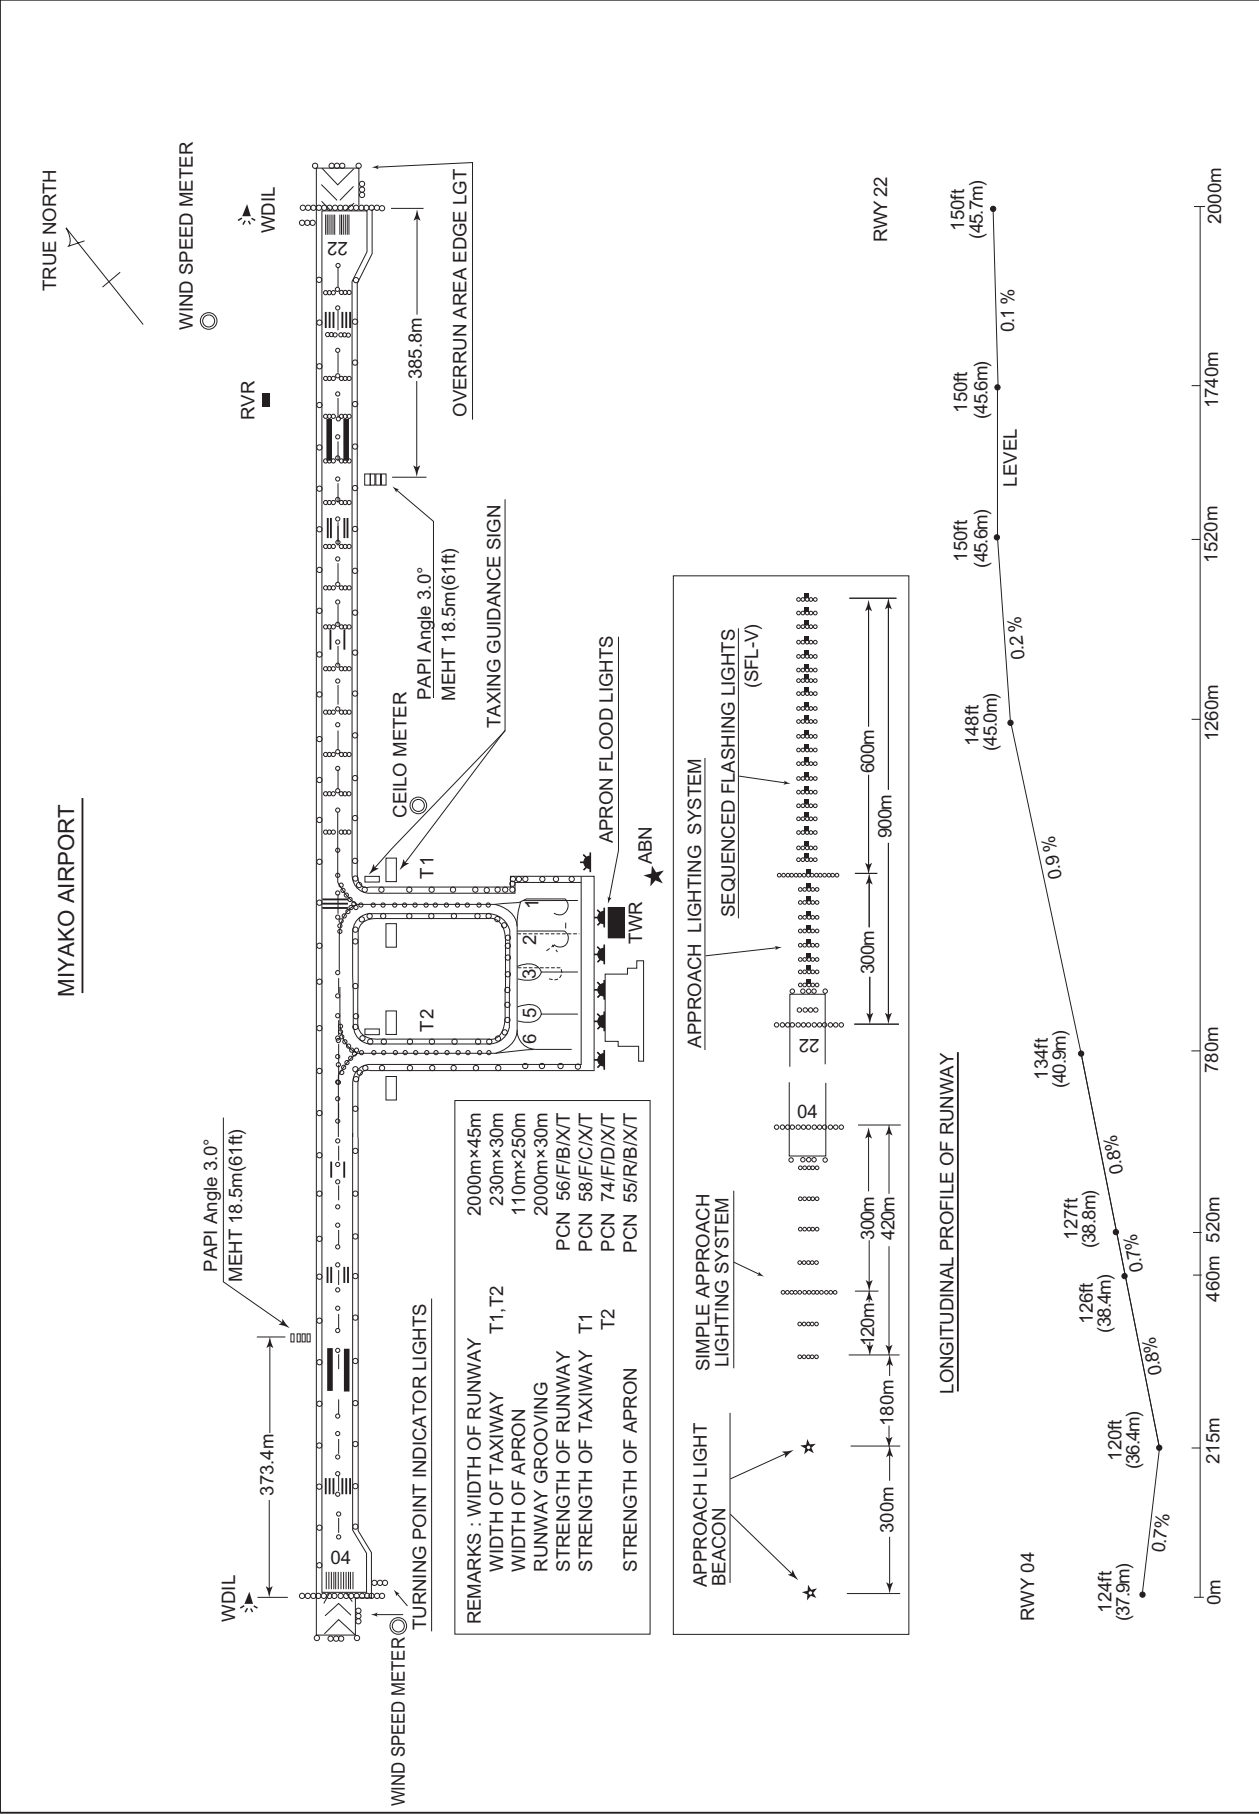 MIYAKO AIRPORT
TRUE NORTH
WIND SPEED METER
WDIL
WDIL
RVR
373.4m
PAPI Angle 3.0°
MEHT 18.5m(61ft)
04
22
385.8m
OVERRUN AREA EDGE LGT
PAPI Angle 3.0°
MEHT 18.5m(61ft)
TAXING GUIDANCE SIGN
CEILO METER
T2
T1
WIND SPEED METER
TURNING POINT INDICATOR LIGHTS
6
5
3
2
1
APRON FLOOD LIGHTS
TWR
ABN
REMARKS : WIDTH OF RUNWAY 2000m×45m
WIDTH OF TAXIWAY T1,T2 230m×30m
WIDTH OF APRON 110m×250m
RUNWAY GROOVING 2000m×30m
STRENGTH OF RUNWAY PCN 56/F/B/X/T
STRENGTH OF TAXIWAY T1 PCN 58/F/C/X/T
T2 PCN 74/F/D/X/T
STRENGTH OF APRON PCN 55/R/B/X/T
APPROACH LIGHT
BEACON
SIMPLE APPROACH
LIGHTING SYSTEM
APPROACH LIGHTING SYSTEM
SEQUENCED FLASHING LIGHTS
(SFL-V)
04
22
300m
180m
120m
300m
420m
300m
600m
900m
LONGITUDINAL PROFILE OF RUNWAY
RWY 04
RWY 22
124ft
(37.9m)
120ft
(36.4m)
126ft
(38.4m)
127ft
(38.8m)
134ft
(40.9m)
148ft
(45.0m)
150ft
(45.6m)
150ft
(45.6m)
150ft
(45.7m)
0.7%
0.8%
0.7%
0.8%
0.9 %
0.2 %
LEVEL
0.1 %
0m
215m
460m
520m
780m
1260m
1520m
1740m
2000m